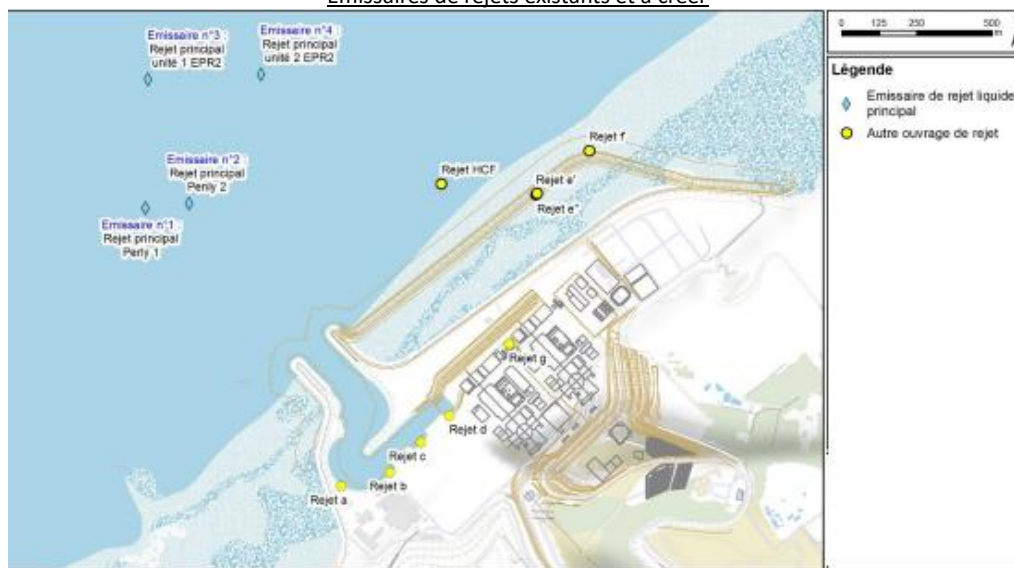 Emissaires de rejets existants et à créer
Emissaire n°3 :
Rejet principal
unité 1 EPR2
Emissaire n°4 :
Rejet principal
unité 2 EPR2
Emissaire n°2 :
Rejet principal
Penly 2
Emissaire n°1 :
Rejet principal
Penly 1
Rejet HCF
Rejet f
Rejet e'
Rejet e"
Rejet g
Rejet d
Rejet c
Rejet b
Rejet a
0 125 250 500
m
Légende
Emissaire de rejet liquide
principal
Autre ouvrage de rejet